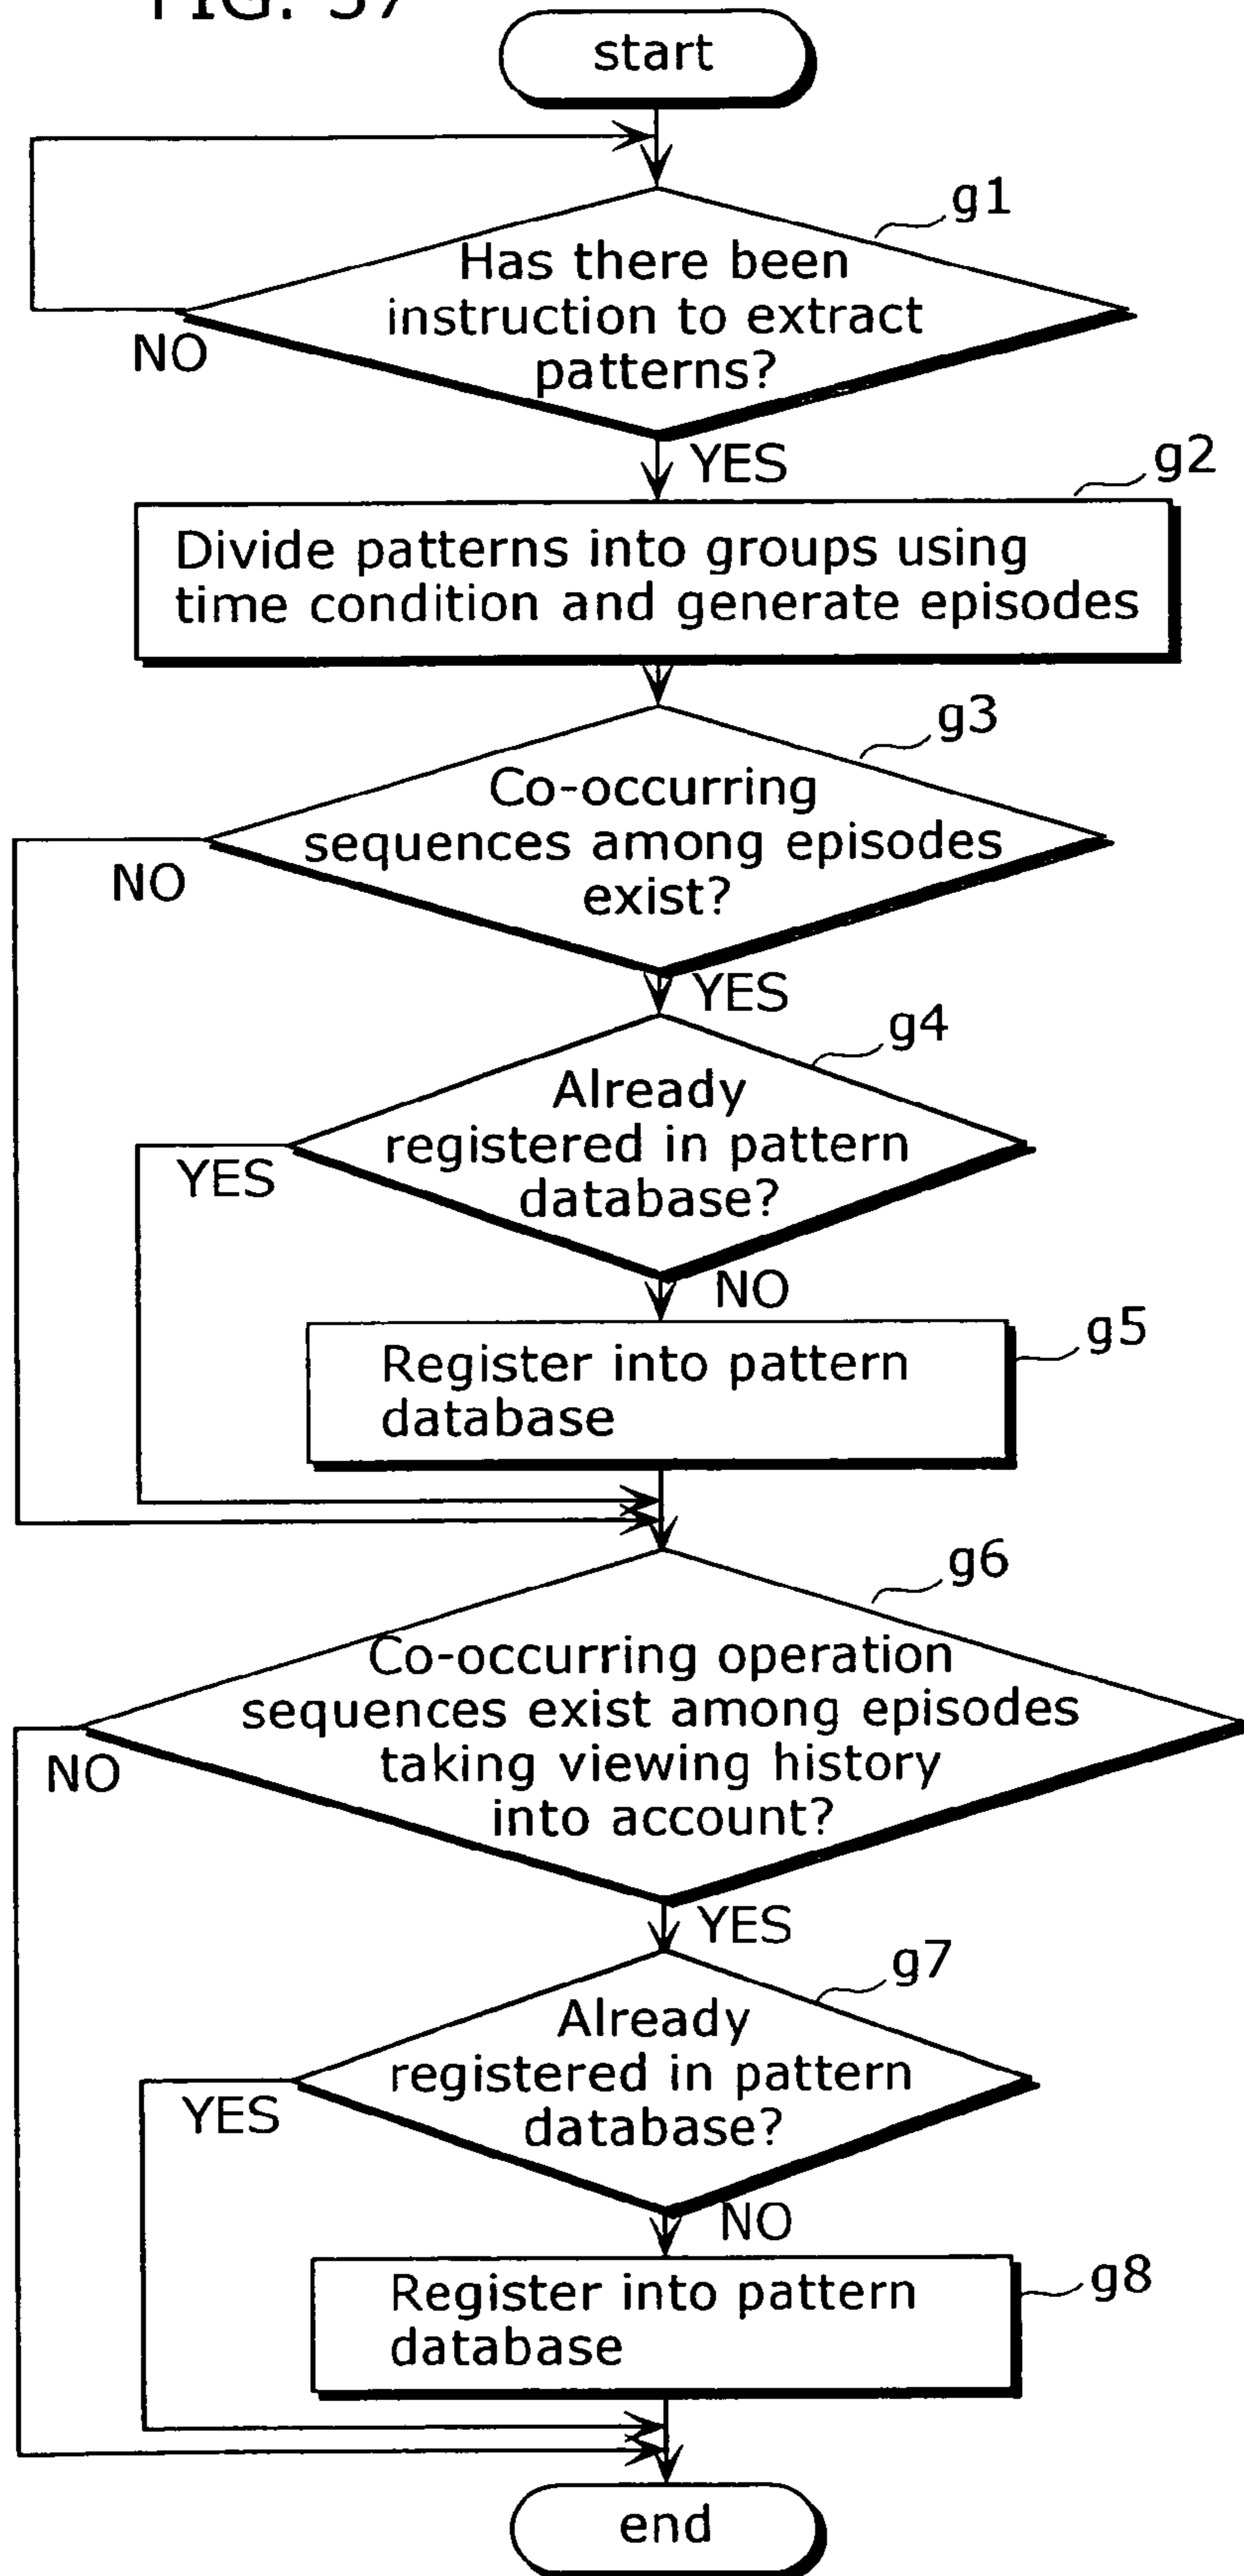 FIG. 37
start
g1
Has there been
instruction to extract
patterns?
NO
YES
g2
Divide patterns into groups using
time condition and generate episodes
g3
Co-occurring
sequences among episodes
exist?
NO
YES
g4
Already
registered in pattern
database?
YES
NO
g5
Register into pattern
database
g6
Co-occurring operation
sequences exist among episodes
taking viewing history
into account?
NO
YES
g7
Already
registered in pattern
database?
YES
NO
g8
Register into pattern
database
end